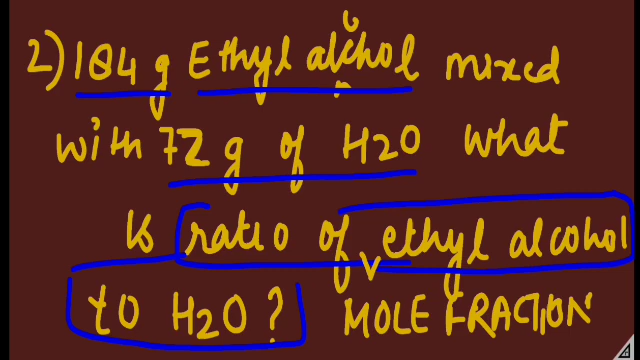 2) 184 g Ethyl alcohol mixed
with 72 g of H2O what
is ratio of ethyl alcohol
to H2O? MOLE FRACTION